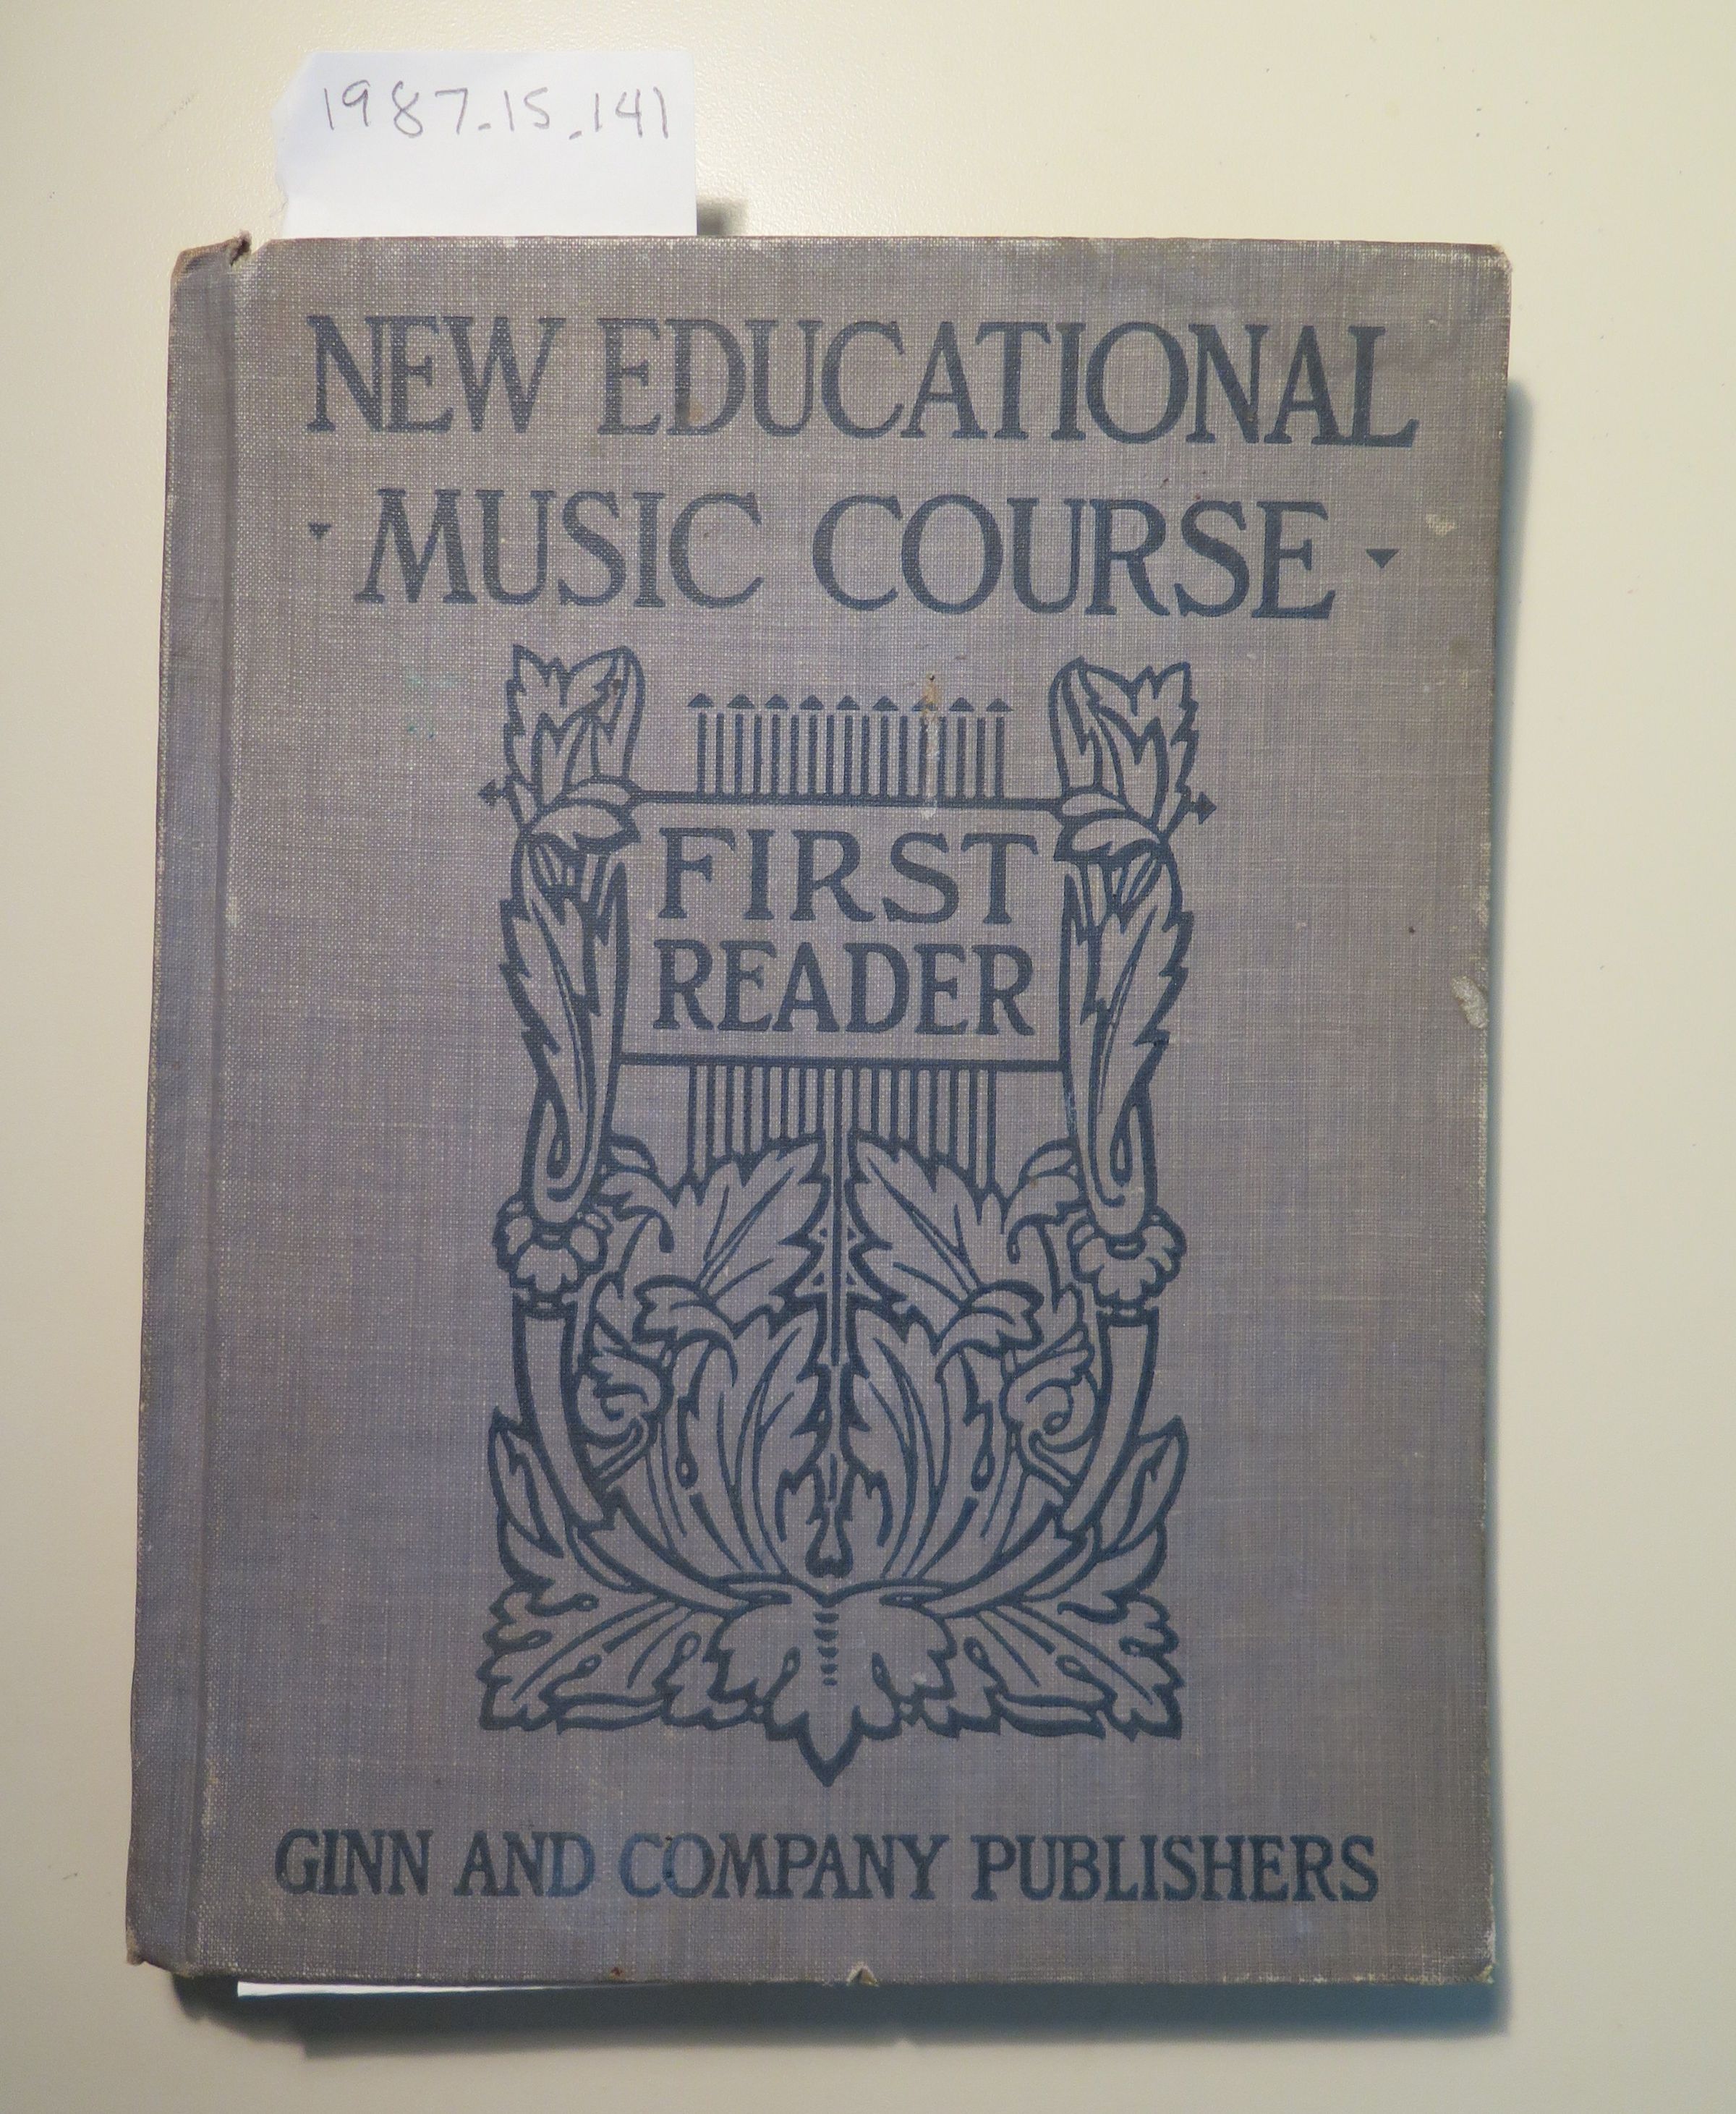 1987.15.141
NEW EDUCATIONAL
MUSIC COURSE
FIRST
READER
GINN AND COMPANY PUBLISHERS